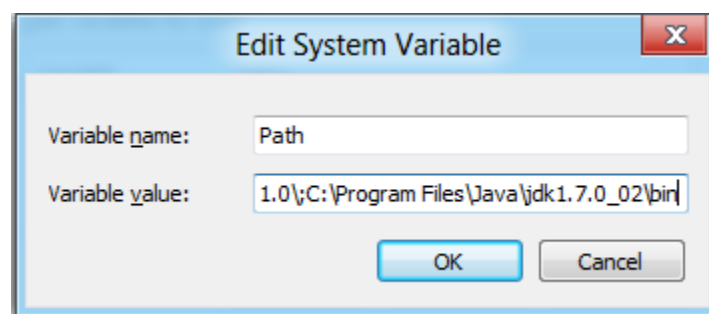 Edit System Variable
Variable name: Path
Variable value: 1.0\;C:\Program Files\Java\jdk1.7.0_02\bin
OK Cancel